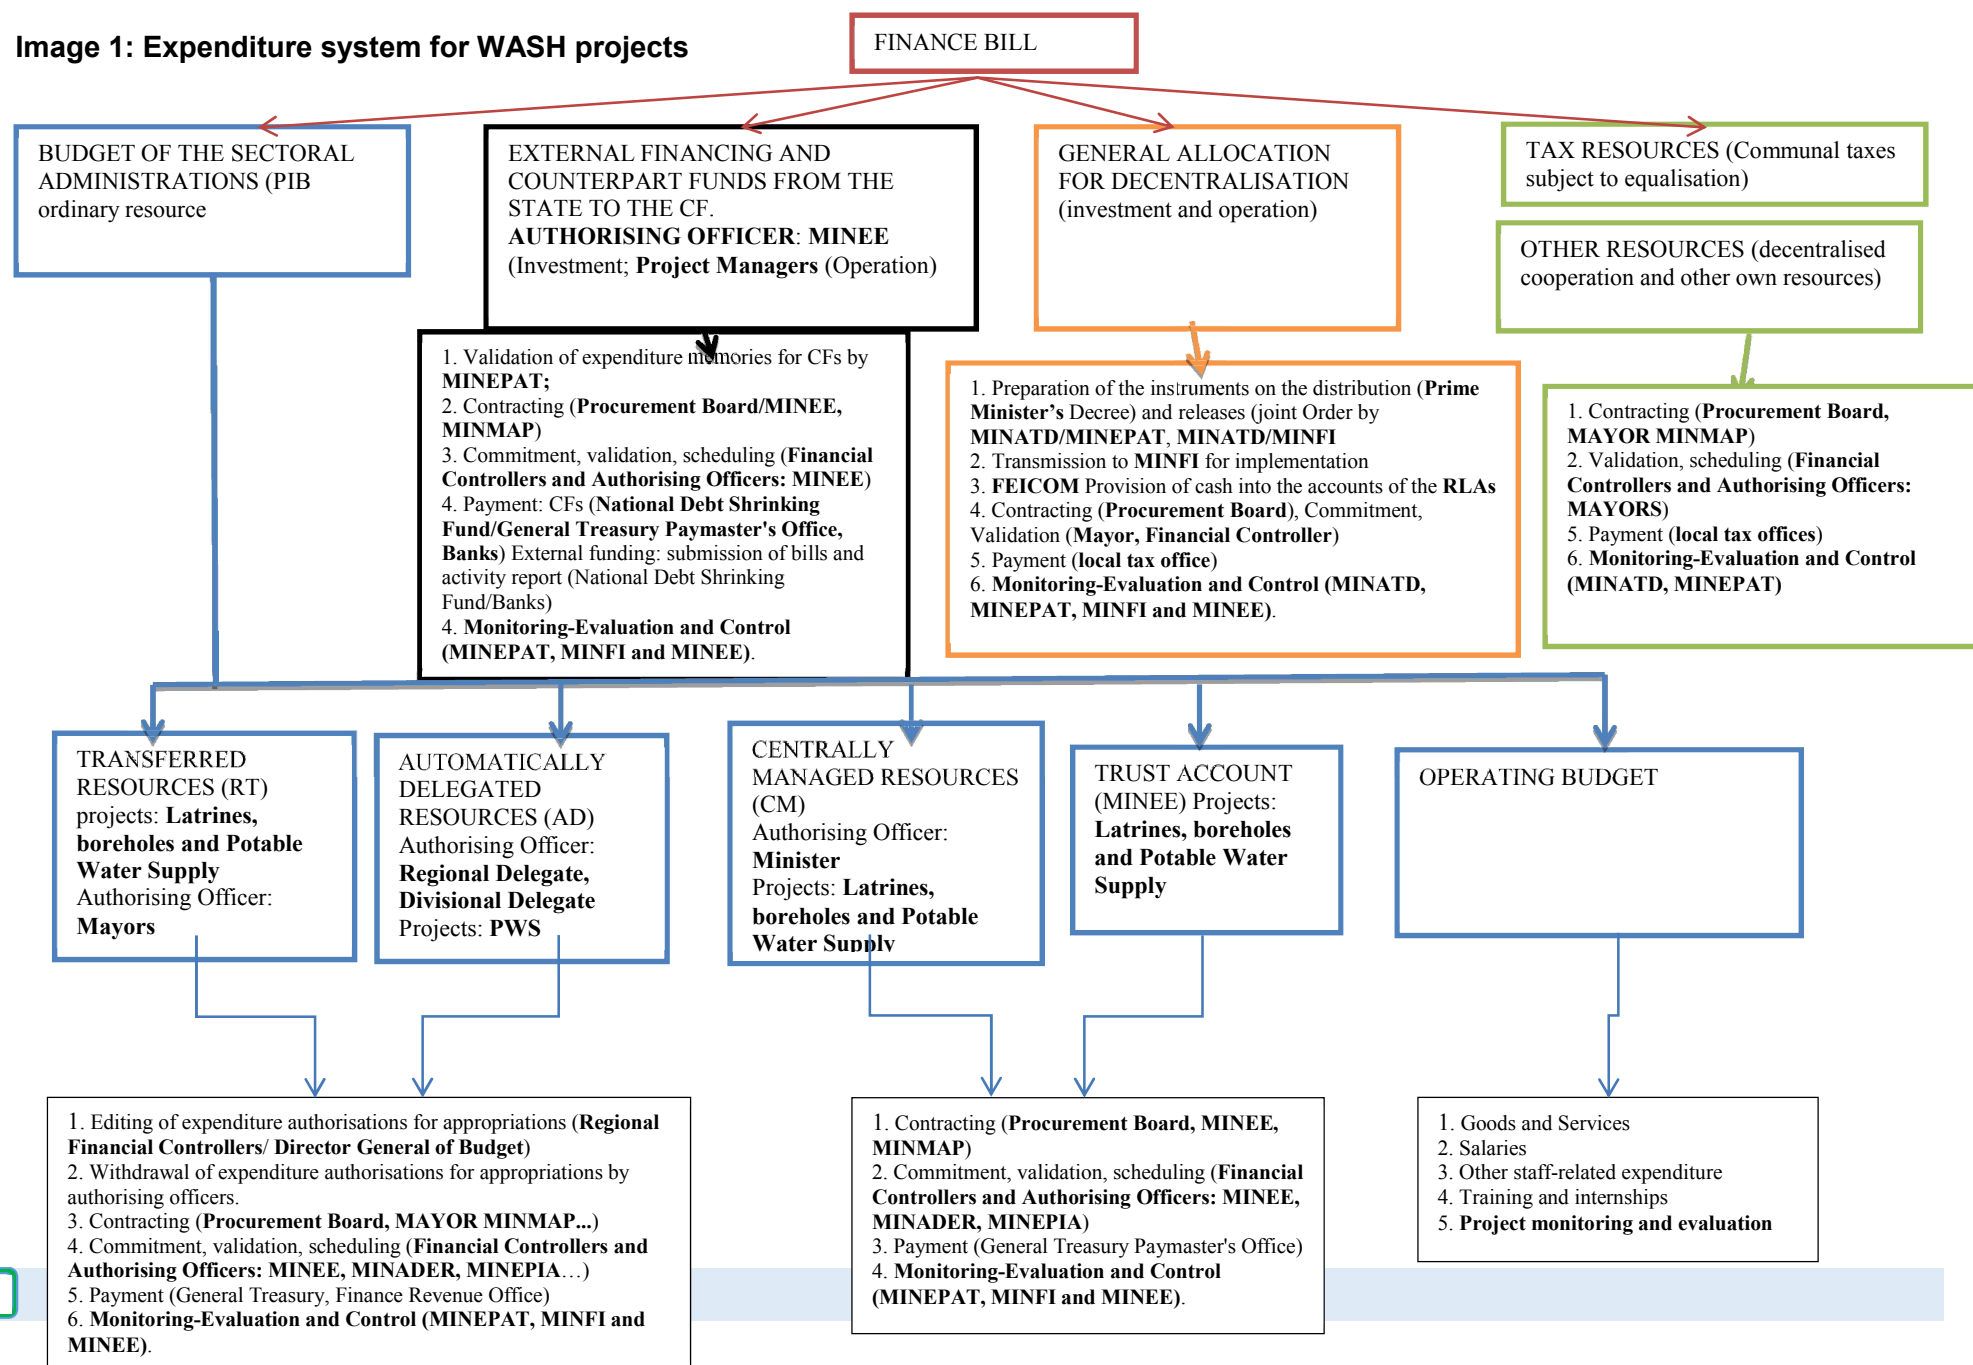 Image 1: Expenditure system for WASH projects
FINANCE BILL
BUDGET OF THE SECTORAL
ADMINISTRATIONS (PIB
ordinary resource
EXTERNAL FINANCING AND
COUNTERPART FUNDS FROM THE
STATE TO THE CF.
AUTHORISING OFFICER: MINEE
(Investment; Project Managers (Operation)
GENERAL ALLOCATION
FOR DECENTRALISATION
(investment and operation)
TAX RESOURCES (Communal taxes
subject to equalisation)
OTHER RESOURCES (decentralised
cooperation and other own resources)
1. Validation of expenditure memories for CFs by
MINEPAT;
2. Contracting (Procurement Board/MINEE,
MINMAP)
3. Commitment, validation, scheduling (Financial
Controllers and Authorising Officers: MINEE)
4. Payment: CFs (National Debt Shrinking
Fund/General Treasury Paymaster's Office,
Banks) External funding: submission of bills and
activity report (National Debt Shrinking
Fund/Banks)
4. Monitoring-Evaluation and Control
(MINEPAT, MINFI and MINEE).
1. Preparation of the instruments on the distribution (Prime
Minister’s Decree) and releases (joint Order by
MINATD/MINEPAT, MINATD/MINFI
2. Transmission to MINFI for implementation
3. FEICOM Provision of cash into the accounts of the RLAs
4. Contracting (Procurement Board), Commitment,
Validation (Mayor, Financial Controller)
5. Payment (local tax office)
6. Monitoring-Evaluation and Control (MINATD,
MINEPAT, MINFI and MINEE).
1. Contracting (Procurement Board,
MAYOR MINMAP)
2. Validation, scheduling (Financial
Controllers and Authorising Officers:
MAYORS)
5. Payment (local tax offices)
6. Monitoring-Evaluation and Control
(MINATD, MINEPAT)
TRANSFERRED
RESOURCES (RT)
projects: Latrines,
boreholes and Potable
Water Supply
Authorising Officer:
Mayors
AUTOMATICALLY
DELEGATED
RESOURCES (AD)
Authorising Officer:
Regional Delegate,
Divisional Delegate
Projects: PWS
CENTRALLY
MANAGED RESOURCES
(CM)
Authorising Officer:
Minister
Projects: Latrines,
boreholes and Potable
Water Supply
TRUST ACCOUNT
(MINEE) Projects:
Latrines, boreholes
and Potable Water
Supply
OPERATING BUDGET
1. Editing of expenditure authorisations for appropriations (Regional
Financial Controllers/ Director General of Budget)
2. Withdrawal of expenditure authorisations for appropriations by
authorising officers.
3. Contracting (Procurement Board, MAYOR MINMAP...)
4. Commitment, validation, scheduling (Financial Controllers and
Authorising Officers: MINEE, MINADER, MINEPIA…)
5. Payment (General Treasury, Finance Revenue Office)
6. Monitoring-Evaluation and Control (MINEPAT, MINFI and
MINEE).
1. Contracting (Procurement Board, MINEE,
MINMAP)
2. Commitment, validation, scheduling (Financial
Controllers and Authorising Officers: MINEE,
MINADER, MINEPIA)
3. Payment (General Treasury Paymaster's Office)
4. Monitoring-Evaluation and Control
(MINEPAT, MINFI and MINEE).
1. Goods and Services
2. Salaries
3. Other staff-related expenditure
4. Training and internships
5. Project monitoring and evaluation